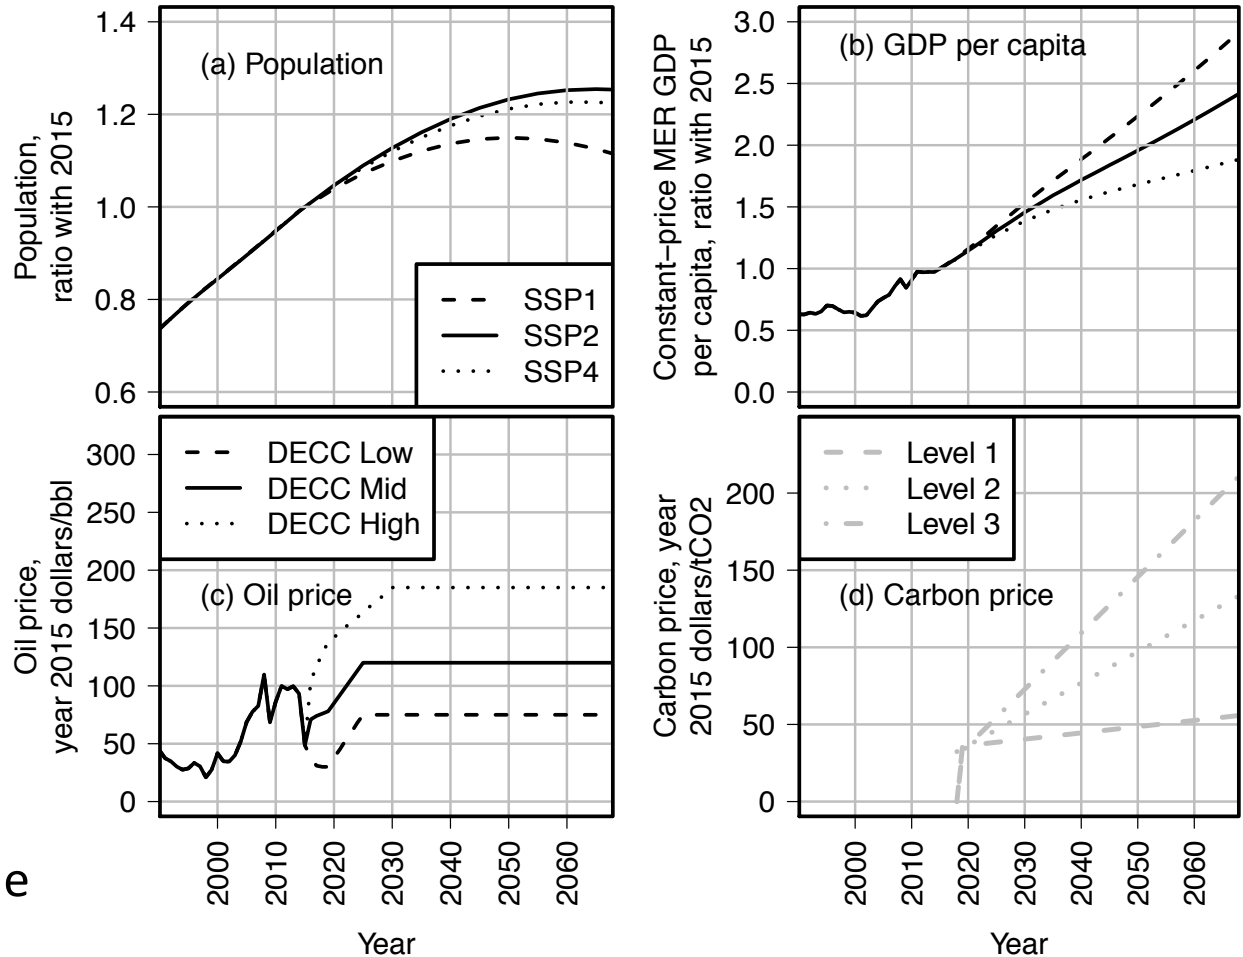 (a) Population
Population,
ratio with 2015
1.4
1.2
1.0
0.8
0.6
SSP1
SSP2
SSP4
(b) GDP per capita
Constant−price MER GDP
per capita, ratio with 2015
3.0
2.5
2.0
1.5
1.0
0.5
0.0
DECC Low
DECC Mid
DECC High
(c) Oil price
Oil price,
year 2015 dollars/bbl
300
250
200
150
100
50
0
2000 2010 2020 2030 2040 2050 2060
Year
Level 1
Level 2
Level 3
(d) Carbon price
Carbon price, year
2015 dollars/tCO2
200
150
100
50
0
2000 2010 2020 2030 2040 2050 2060
Year
e